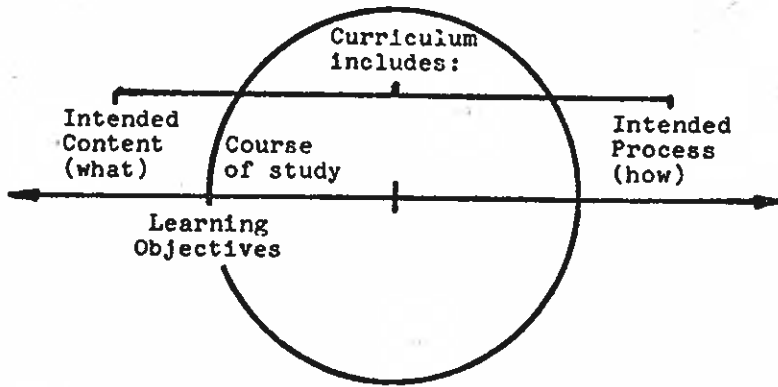 Curriculum
includes:
Intended
Content
(what)
Course
of study
Intended
Process
(how)
Learning
Objectives